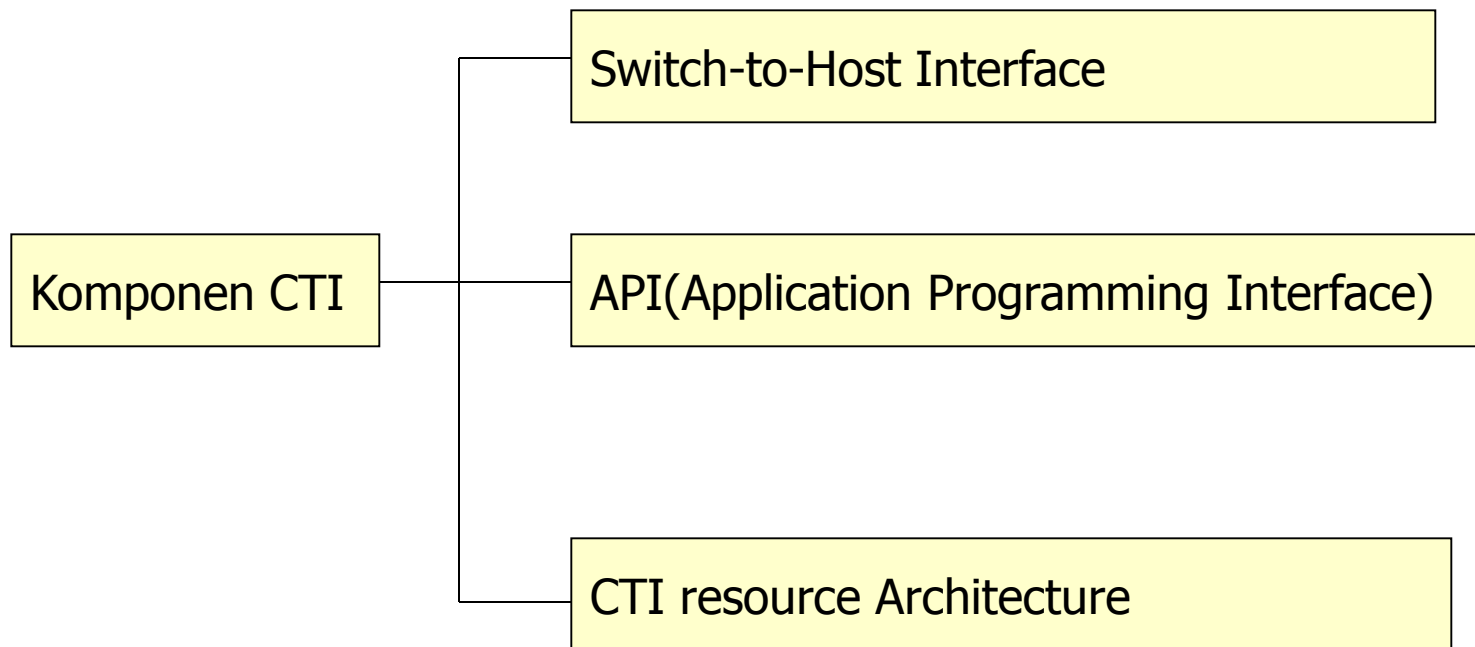 Switch-to-Host Interface
Komponen CTI
API(Application Programming Interface)
CTI resource Architecture